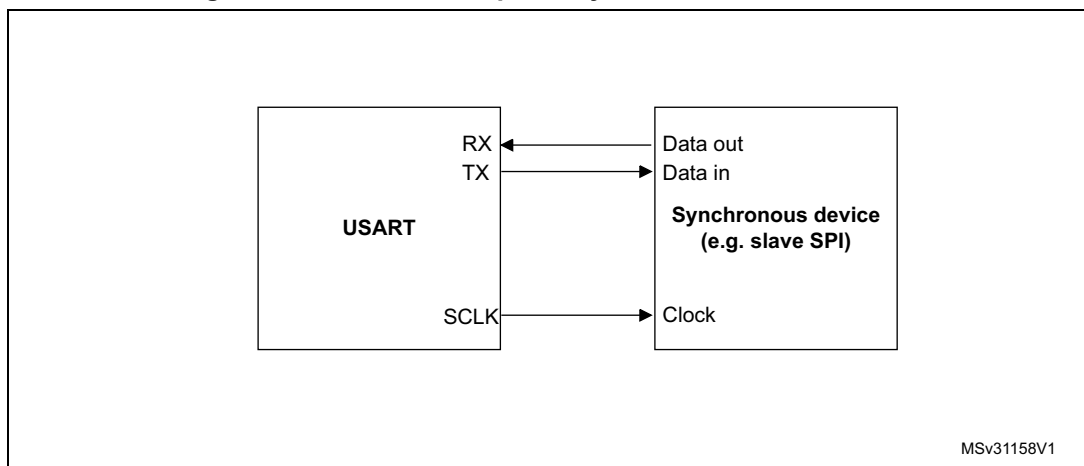 RX
Data out
TX
Data in
USART
Synchronous device
(e.g. slave SPI)
SCLK
Clock
MSv31158V1